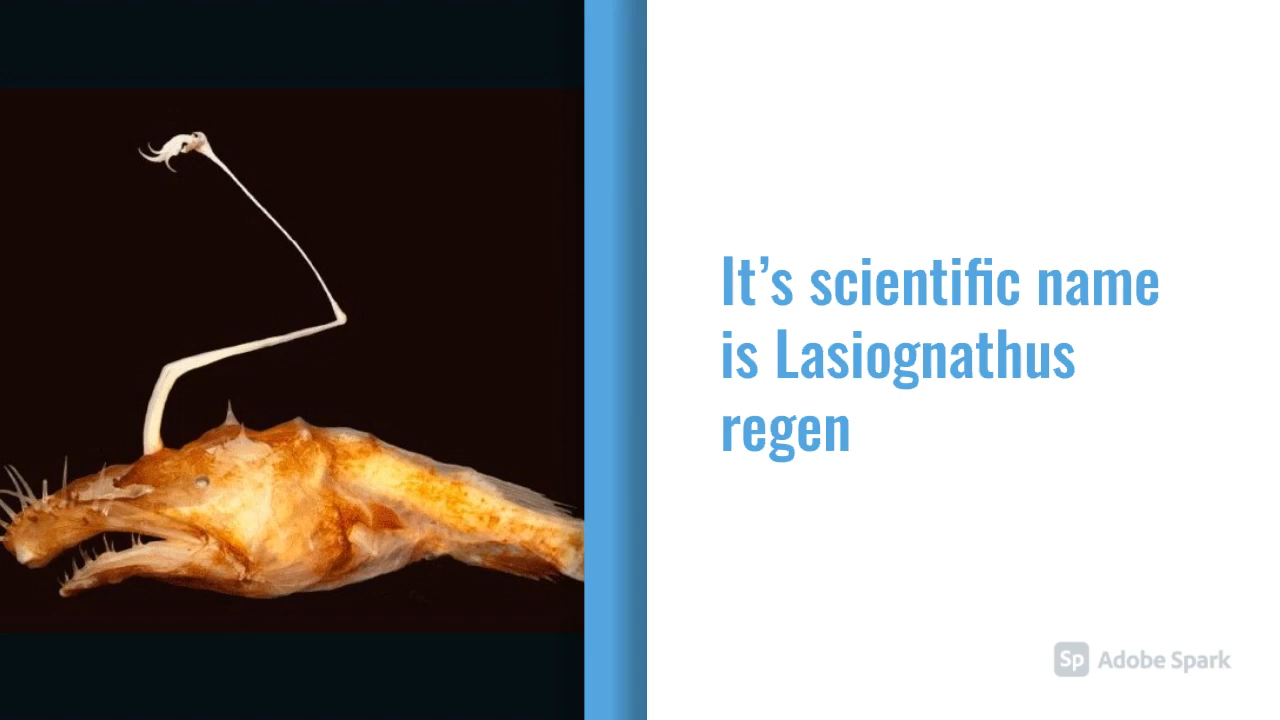 It’s scientific name
is Lasiognathus
regen
Sp Adobe Spark